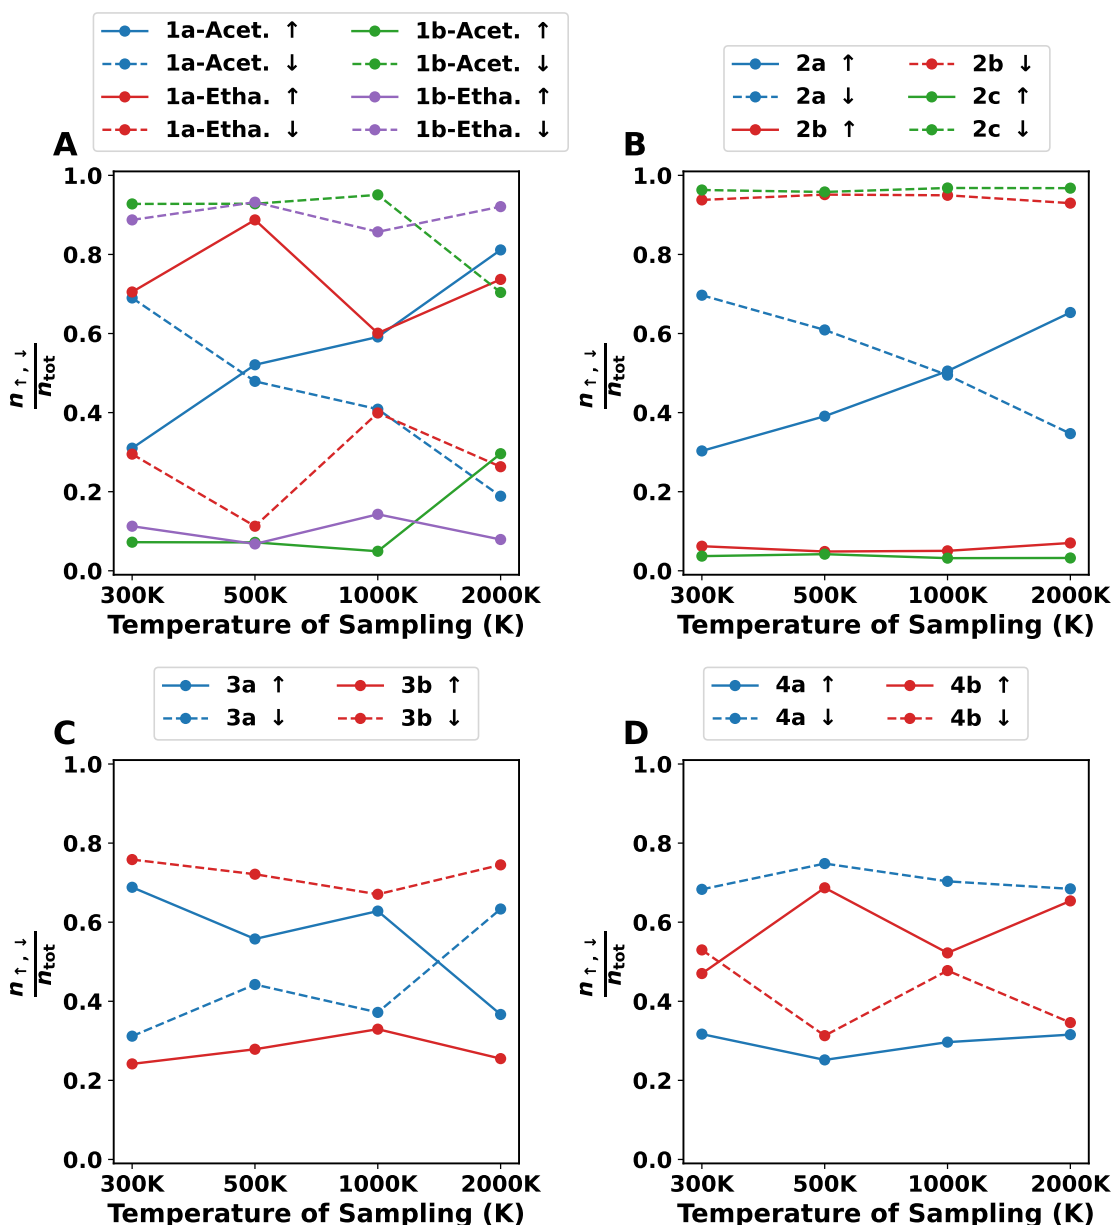 1a-Acet. ↑ 1b-Acet. ↑
1a-Acet. ↓ 1b-Acet. ↓
1a-Etha. ↑ 1b-Etha. ↑
1a-Etha. ↓ 1b-Etha. ↓
A
1.0
0.8
0.6
0.4
0.2
0.0
n↑,↓
ntot
300K 500K 1000K 2000K
Temperature of Sampling (K)
2a ↑ 2b ↓
2a ↓ 2c ↑
2b ↑ 2c ↓
B
1.0
0.8
0.6
0.4
0.2
0.0
n↑,↓
ntot
300K 500K 1000K 2000K
Temperature of Sampling (K)
3a ↑ 3b ↑
3a ↓ 3b ↓
C
1.0
0.8
0.6
0.4
0.2
0.0
n↑,↓
ntot
300K 500K 1000K 2000K
Temperature of Sampling (K)
4a ↑ 4b ↑
4a ↓ 4b ↓
D
1.0
0.8
0.6
0.4
0.2
0.0
n↑,↓
ntot
300K 500K 1000K 2000K
Temperature of Sampling (K)